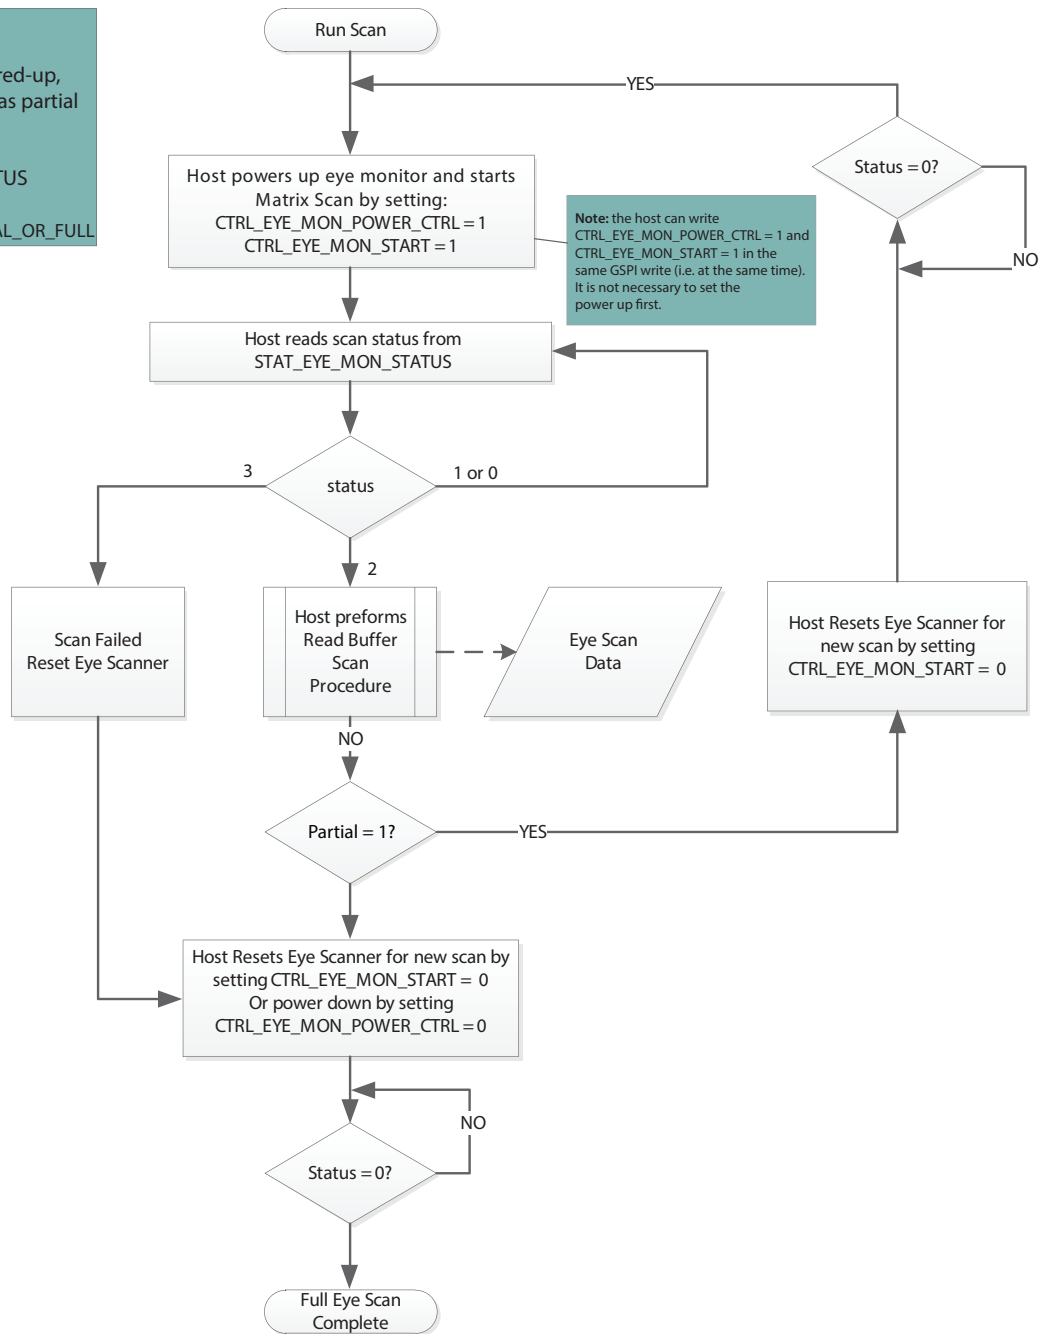 Run Scan
red-up,
as partial
TUS
AL_OR_FULL
YES
Status = 0?
NO
Host powers up eye monitor and starts
Matrix Scan by setting:
CTRL_EYE_MON_POWER_CTRL = 1
CTRL_EYE_MON_START = 1
Note: the host can write
CTRL_EYE_MON_POWER_CTRL = 1 and
CTRL_EYE_MON_START = 1 in the
same GSPI write (i.e. at the same time).
It is not necessary to set the
power up first.
Host reads scan status from
STAT_EYE_MON_STATUS
3
status
1 or 0
2
Scan Failed
Reset Eye Scanner
Host preforms
Read Buffer
Scan
Procedure
Eye Scan
Data
Host Resets Eye Scanner for
new scan by setting
CTRL_EYE_MON_START = 0
NO
Partial = 1?
YES
Host Resets Eye Scanner for new scan by
setting CTRL_EYE_MON_START = 0
Or power down by setting
CTRL_EYE_MON_POWER_CTRL = 0
NO
Status = 0?
Full Eye Scan
Complete